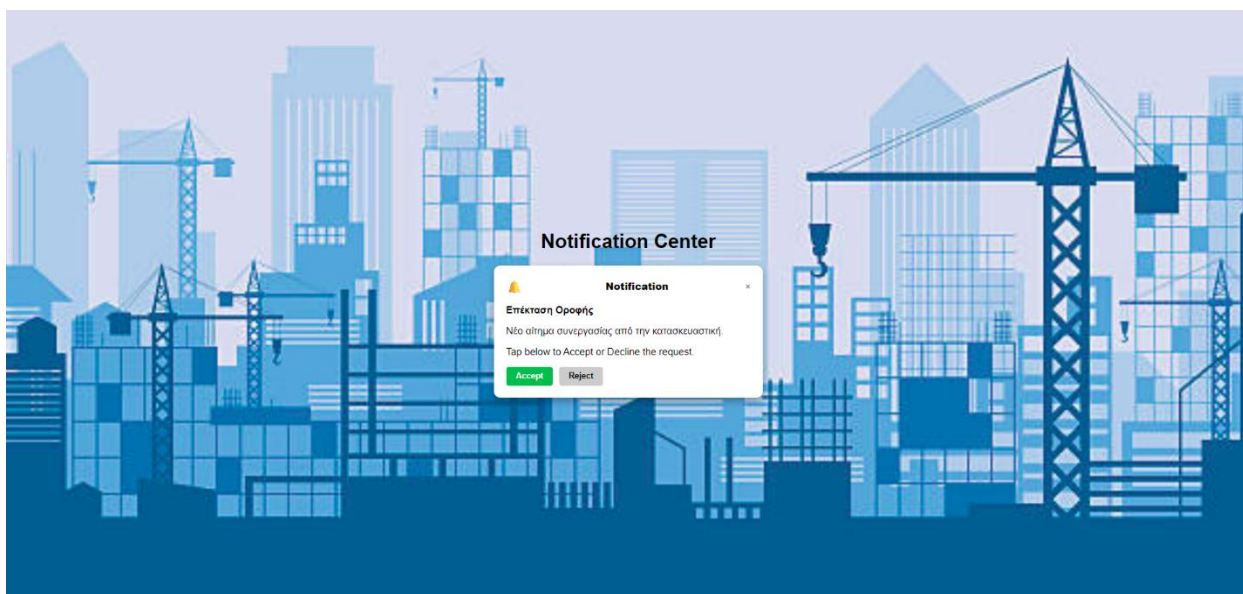 Notification Center
Notification ×
Επέκταση Οροφής
Νέο αίτημα συνεργασίας από την κατασκευαστική.
Tap below to Accept or Decline the request.
Accept Reject